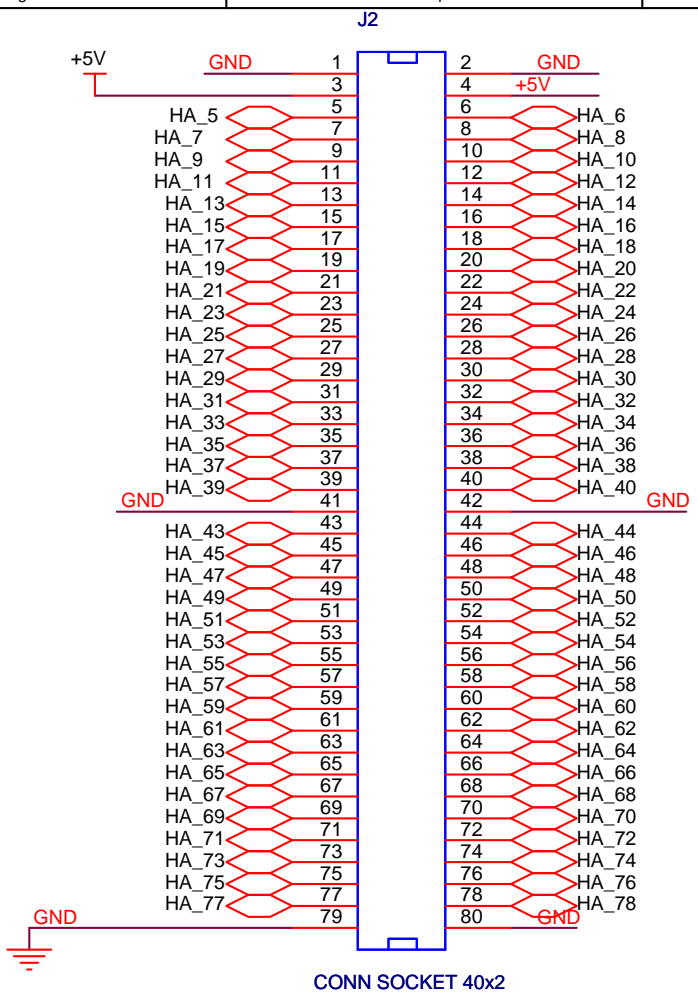 J2
+5V GND 1 2 GND
3 4 +5V
HA_5 5 6 HA_6
HA_7 7 8 HA_8
HA_9 9 10 HA_10
HA_11 11 12 HA_12
HA_13 13 14 HA_14
HA_15 15 16 HA_16
HA_17 17 18 HA_18
HA_19 19 20 HA_20
HA_21 21 22 HA_22
HA_23 23 24 HA_24
HA_25 25 26 HA_26
HA_27 27 28 HA_28
HA_29 29 30 HA_30
HA_31 31 32 HA_32
HA_33 33 34 HA_34
HA_35 35 36 HA_36
HA_37 37 38 HA_38
HA_39 39 40 HA_40
GND 41 42 GND
HA_43 43 44 HA_44
HA_45 45 46 HA_46
HA_47 47 48 HA_48
HA_49 49 50 HA_50
HA_51 51 52 HA_52
HA_53 53 54 HA_54
HA_55 55 56 HA_56
HA_57 57 58 HA_58
HA_59 59 60 HA_60
HA_61 61 62 HA_62
HA_63 63 64 HA_64
HA_65 65 66 HA_66
HA_67 67 68 HA_68
HA_69 69 70 HA_70
HA_71 71 72 HA_72
HA_73 73 74 HA_74
HA_75 75 76 HA_76
HA_77 77 78 HA_78
GND 79 80 GND
CONN SOCKET 40x2